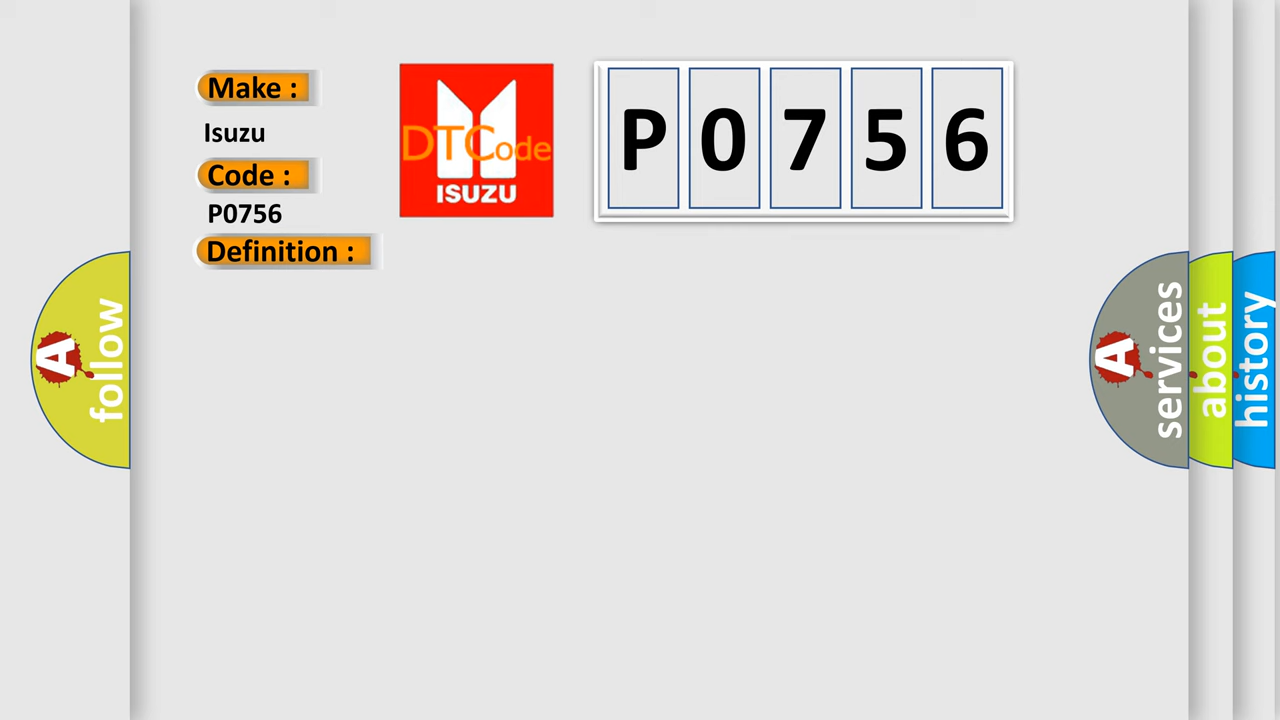 Make :
Isuzu
Code :
P0756
Definition :
DTCode
ISUZU
P 0 7 5 6
A follow
A services
about
history